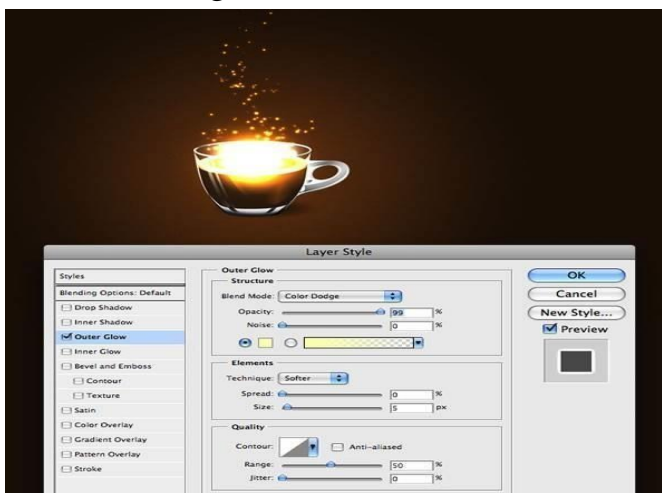 Layer Style
Styles
Blending Options: Default
Drop Shadow
Inner Shadow
Outer Glow
Inner Glow
Bevel and Emboss
Contour
Texture
Satin
Color Overlay
Gradient Overlay
Pattern Overlay
Stroke
Outer Glow
Structure
Blend Mode: Color Dodge
Opacity: 99 %
Noise: 0 %
Elements
Technique: Softer
Spread: 0 %
Size: 5 px
Quality
Contour: Anti-aliased
Range: 50 %
Jitter: 0 %
OK
Cancel
New Style...
Preview